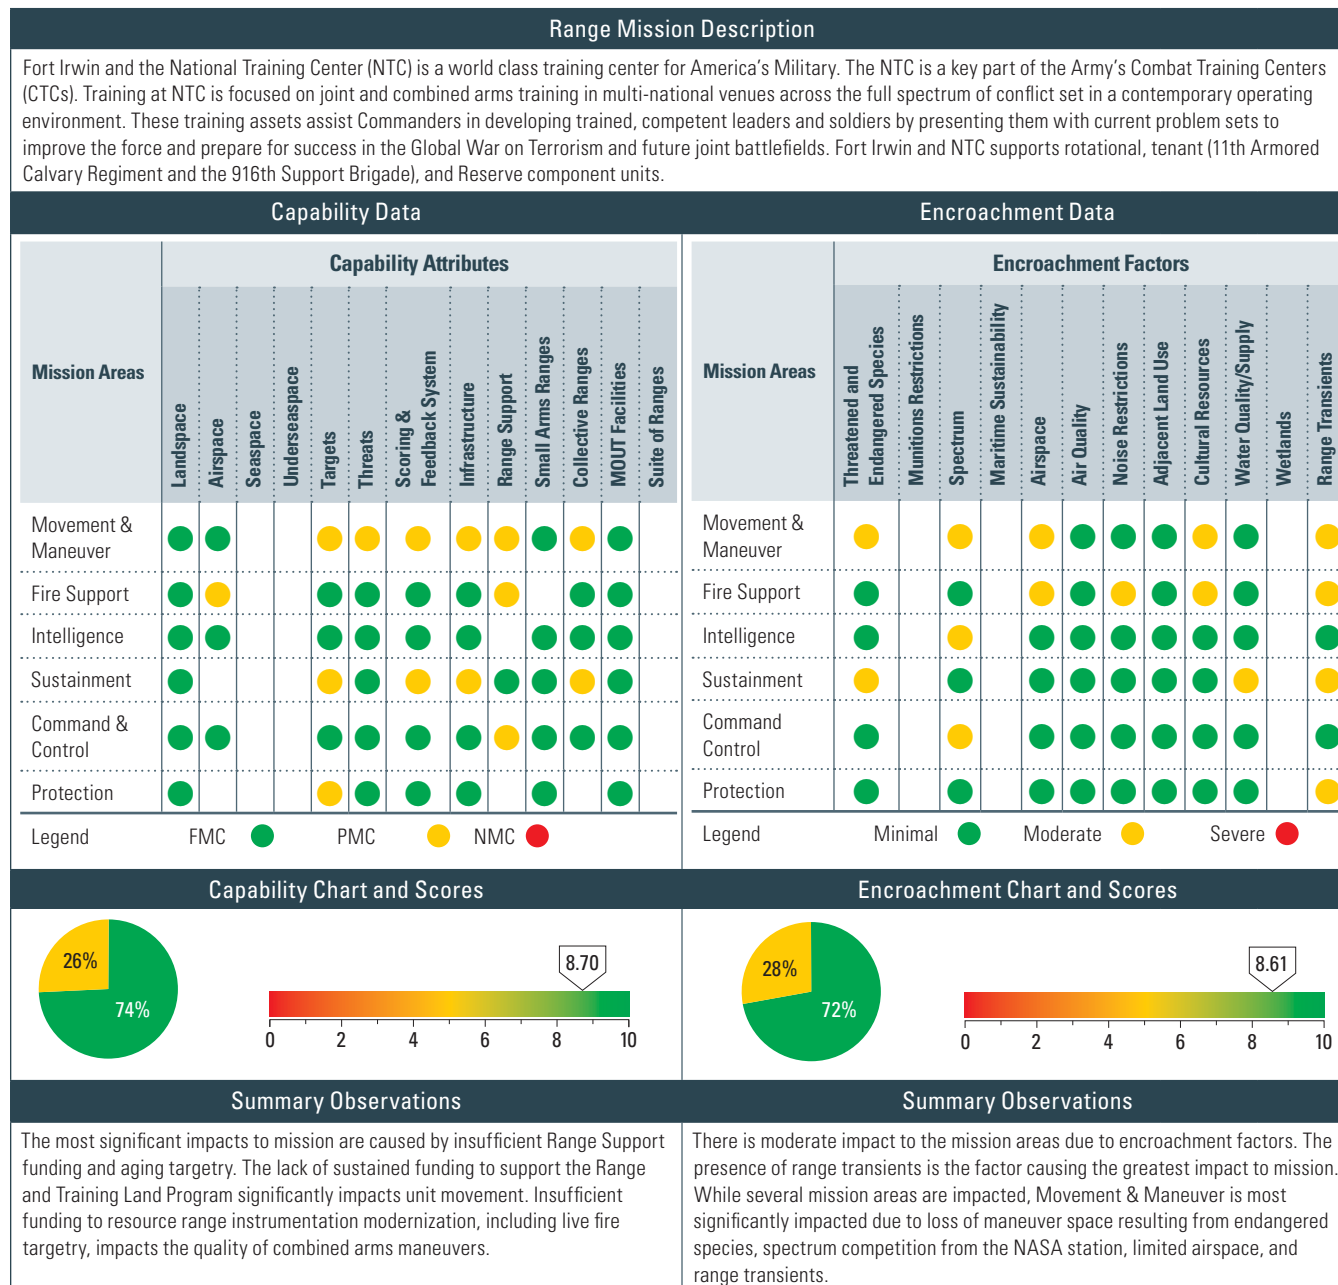 Range Mission Description
Fort Irwin and the National Training Center (NTC) is a world class training center for America's Military. The NTC is a key part of the Army's Combat Training Centers
(CTCs). Training at NTC is focused on joint and combined arms training in multi-national venues across the full spectrum of conflict set in a contemporary operating
environment. These training assets assist Commanders in developing trained, competent leaders and soldiers by presenting them with current problem sets to
improve the force and prepare for success in the Global War on Terrorism and future joint battlefields. Fort Irwin and NTC supports rotational, tenant (11th Armored
Calvary Regiment and the 916th Support Brigade), and Reserve component units.
Capability Data
Mission Areas
Capability Attributes
Landspace
Airspace
Seaspace
Underseaspace
Targets
Threats
Scoring &
Feedback System
Infrastructure
Range Support
Small Arms Ranges
Collective Ranges
MOUT Facilities
Suite of Ranges
Movement &
Maneuver
Fire Support
Intelligence
Sustainment
Command &
Control
Protection
Legend FMC PMC NMC
Encroachment Data
Mission Areas
Encroachment Factors
Threatened and
Endangered Species
Munitions Restrictions
Spectrum
Maritime Sustainability
Airspace
Air Quality
Noise Restrictions
Adjacent Land Use
Cultural Resources
Water Quality/Supply
Wetlands
Range Transients
Movement &
Maneuver
Fire Support
Intelligence
Sustainment
Command
Control
Protection
Legend Minimal Moderate Severe
Capability Chart and Scores
26%
74%
8.70
0 2 4 6 8 10
Encroachment Chart and Scores
28%
72%
8.61
0 2 4 6 8 10
Summary Observations
The most significant impacts to mission are caused by insufficient Range Support
funding and aging targetry. The lack of sustained funding to support the Range
and Training Land Program significantly impacts unit movement. Insufficient
funding to resource range instrumentation modernization, including live fire
targetry, impacts the quality of combined arms maneuvers.
Summary Observations
There is moderate impact to the mission areas due to encroachment factors. The
presence of range transients is the factor causing the greatest impact to mission.
While several mission areas are impacted, Movement & Maneuver is most
significantly impacted due to loss of maneuver space resulting from endangered
species, spectrum competition from the NASA station, limited airspace, and
range transients.